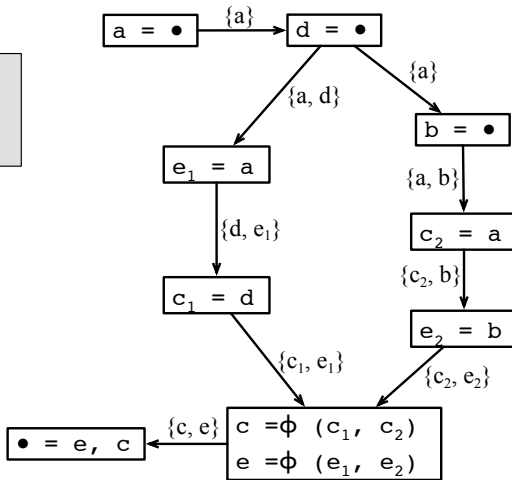 a = •
{a}
d = •
{a, d}
{a}
b = •
e₁ = a
{a, b}
{d, e₁}
c₂ = a
{c₂, b}
c₁ = d
e₂ = b
{c₁, e₁}
{c₂, e₂}
c =ϕ (c₁, c₂)
e =ϕ (e₁, e₂)
{c, e}
• = e, c